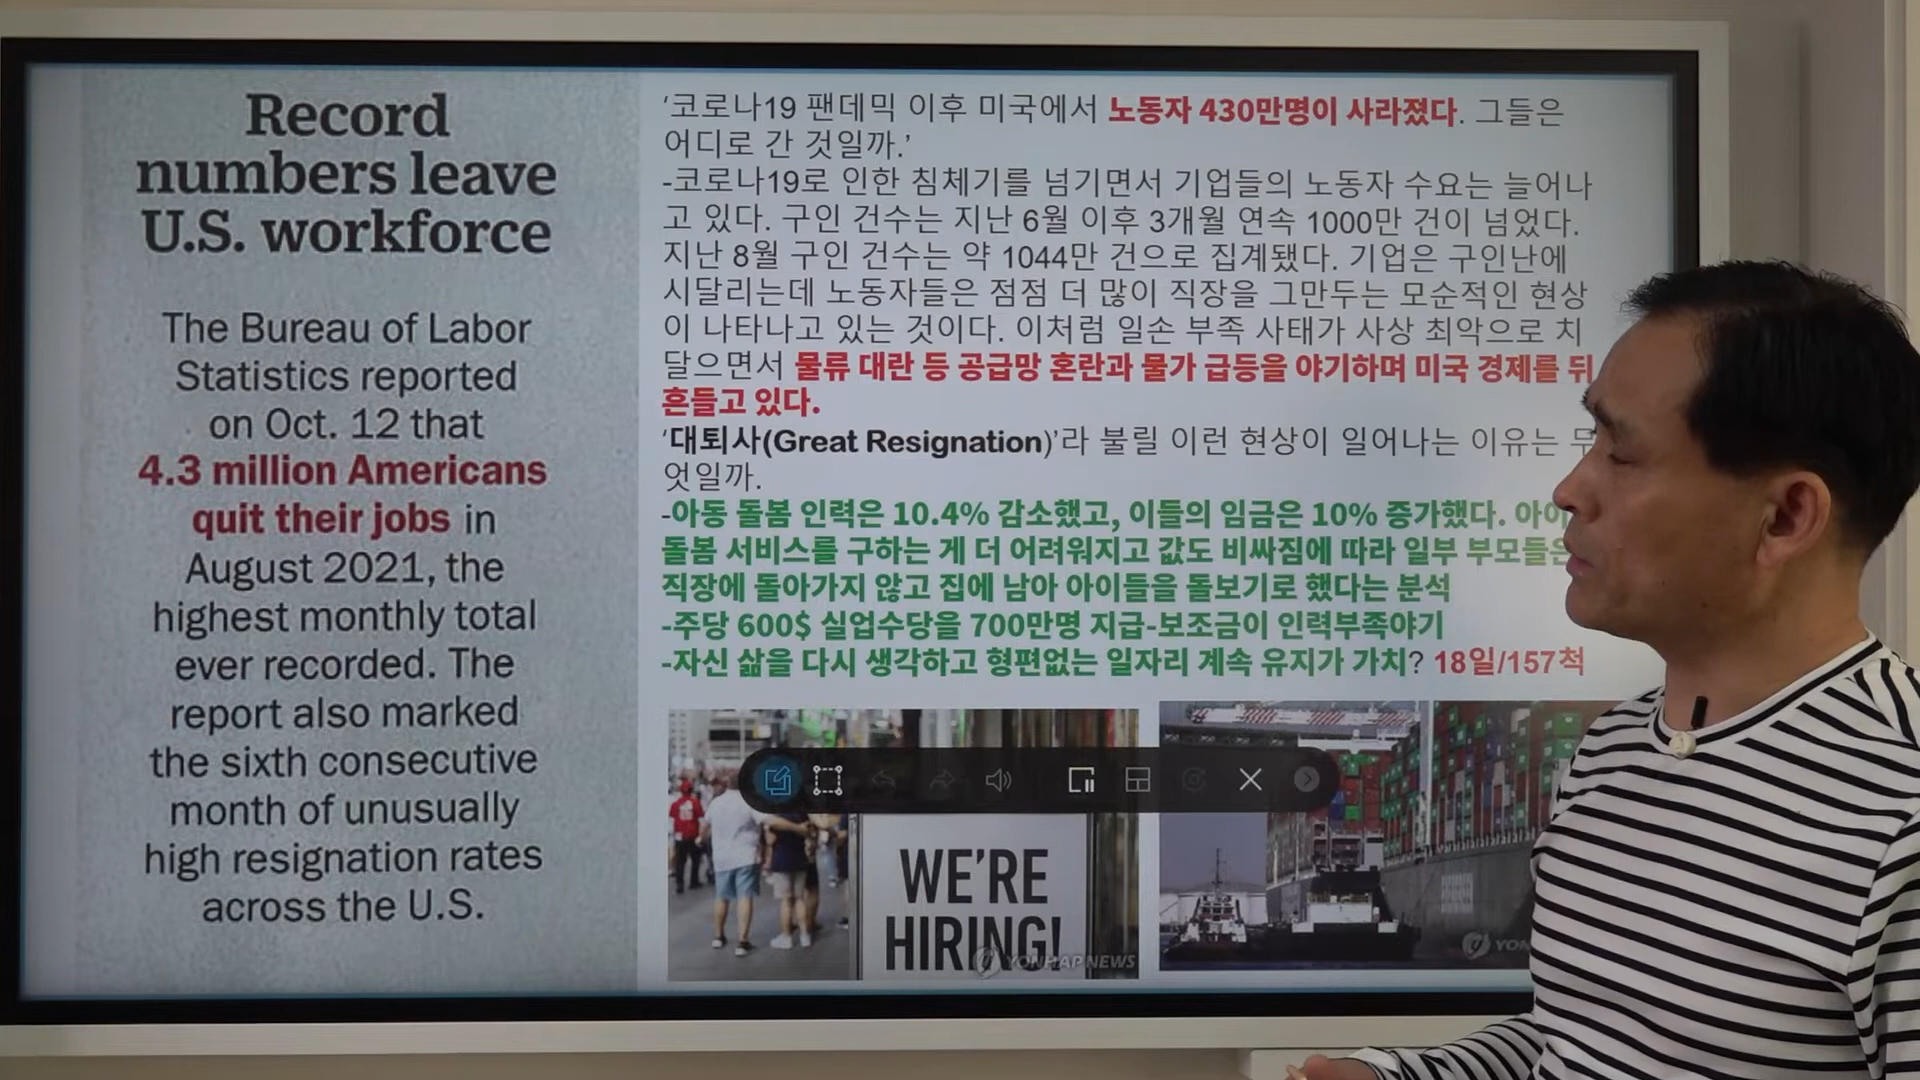 Record
numbers leave
U.S. workforce
The Bureau of Labor
Statistics reported
on Oct. 12 that
4.3 million Americans
quit their jobs in
August 2021, the
highest monthly total
ever recorded. The
report also marked
the sixth consecutive
month of unusually
high resignation rates
across the U.S.
‘코로나19 팬데믹 이후 미국에서 노동자 430만명이 사라졌다. 그들은
어디로 간 것일까.’
-코로나19로 인한 침체기를 넘기면서 기업들의 노동자 수요는 늘어나
고 있다. 구인 건수는 지난 6월 이후 3개월 연속 1000만 건이 넘었다.
지난 8월 구인 건수는 약 1044만 건으로 집계됐다. 기업은 구인난에
시달리는데 노동자들은 점점 더 많이 직장을 그만두는 모순적인 현상
이 나타나고 있는 것이다. 이처럼 일손 부족 사태가 사상 최악으로 치
달으면서 물류 대란 등 공급망 혼란과 물가 급등을 야기하며 미국 경제를 뒤
흔들고 있다.
‘대퇴사(Great Resignation)’라 불릴 이런 현상이 일어나는 이유는 무
엇일까.
-아동 돌봄 인력은 10.4% 감소했고, 이들의 임금은 10% 증가했다. 아이
돌봄 서비스를 구하는 게 더 어려워지고 값도 비싸짐에 따라 일부 부모들은
직장에 돌아가지 않고 집에 남아 아이들을 돌보기로 했다는 분석
-주당 600$ 실업수당을 700만명 지급-보조금이 인력부족야기
-자신 삶을 다시 생각하고 형편없는 일자리 계속 유지가 가치? 18일/157척
WE'RE
HIRING!
YONHAP NEWS
YON